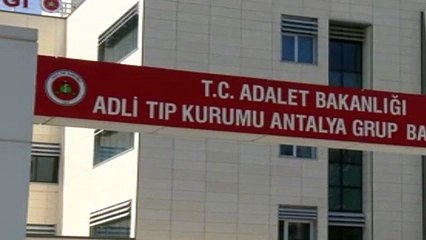 T.C. ADALET BAKANLIĞI
ADLİ TIP KURUMU ANTALYA GRUP BA